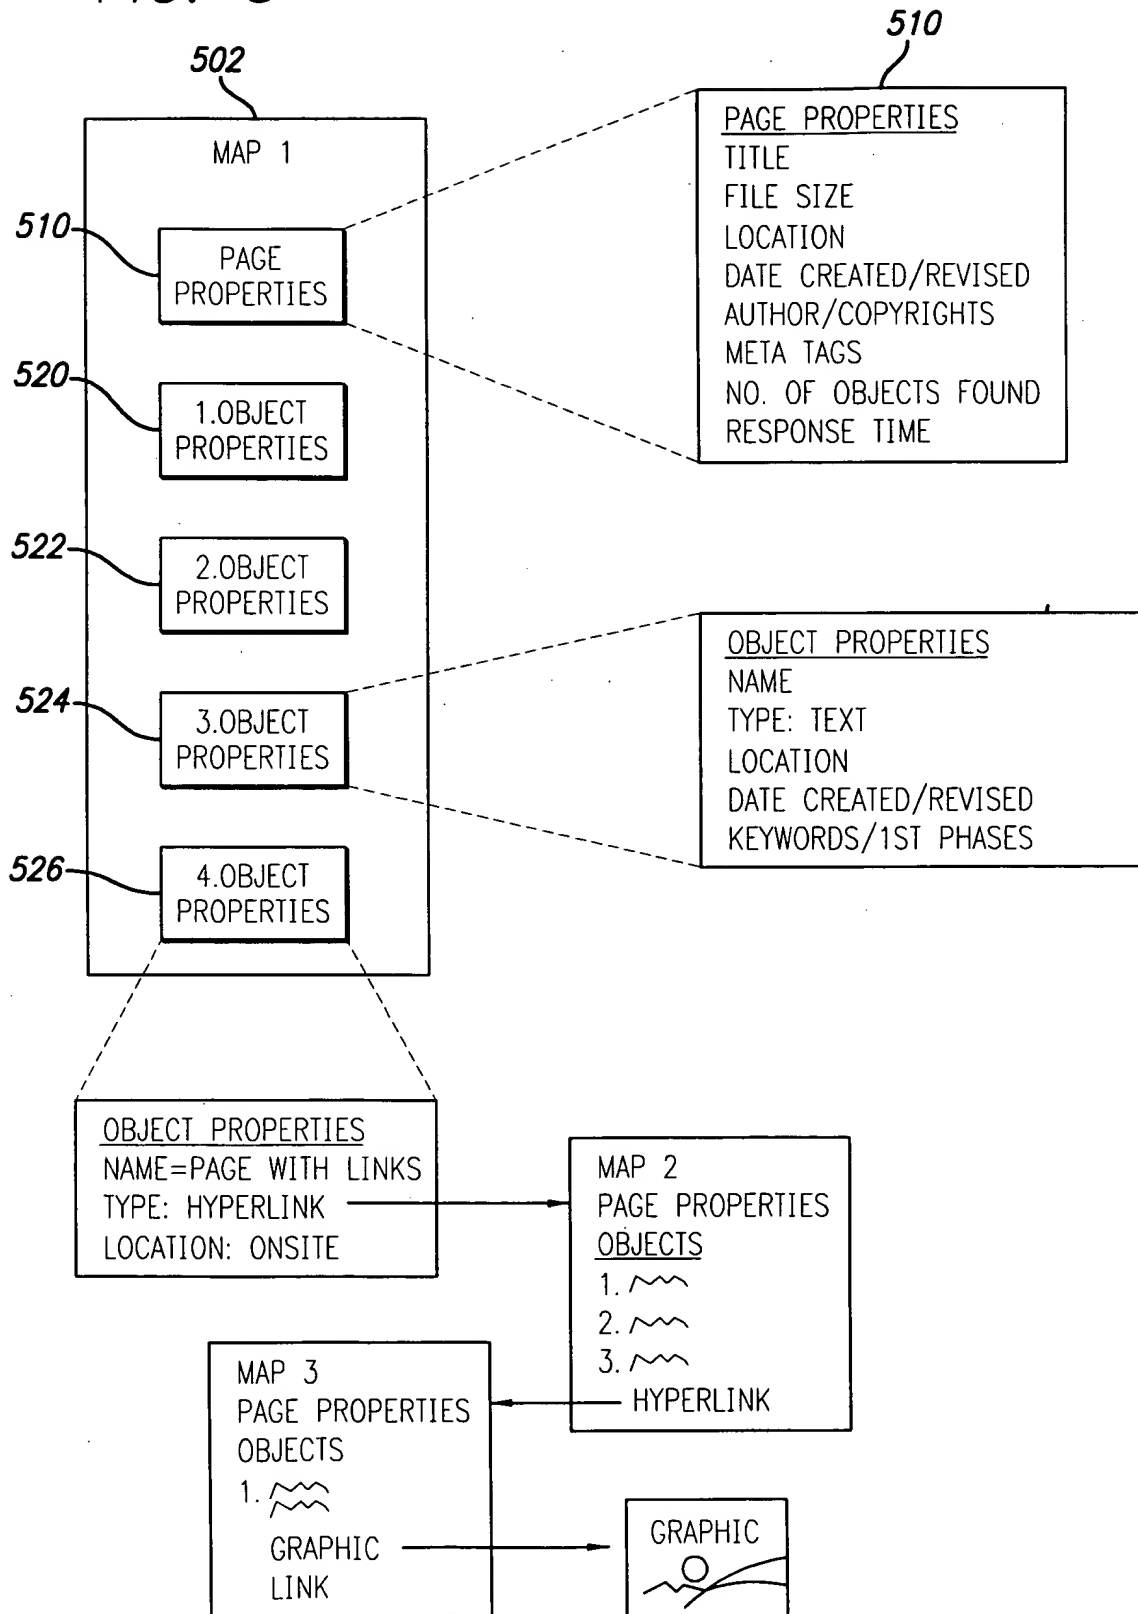 510
502
MAP 1
510
PAGE
PROPERTIES
520
1.OBJECT
PROPERTIES
522
2.OBJECT
PROPERTIES
524
3.OBJECT
PROPERTIES
526
4.OBJECT
PROPERTIES
PAGE PROPERTIES
TITLE
FILE SIZE
LOCATION
DATE CREATED/REVISED
AUTHOR/COPYRIGHTS
META TAGS
NO. OF OBJECTS FOUND
RESPONSE TIME
OBJECT PROPERTIES
NAME
TYPE: TEXT
LOCATION
DATE CREATED/REVISED
KEYWORDS/1ST PHASES
OBJECT PROPERTIES
NAME=PAGE WITH LINKS
TYPE: HYPERLINK
LOCATION: ONSITE
MAP 2
PAGE PROPERTIES
OBJECTS
1.
2.
3.
HYPERLINK
MAP 3
PAGE PROPERTIES
OBJECTS
1.
GRAPHIC
LINK
GRAPHIC